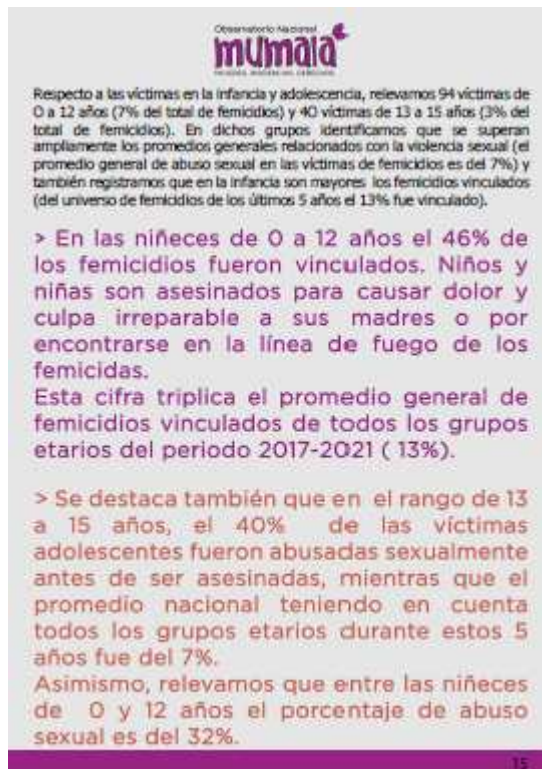 Observatorio Nacional
mumalá
MUJERES, DISIDENCIAS, DERECHOS
Respecto a las víctimas en la infancia y adolescencia, relevamos 94 víctimas de
0 a 12 años (7% del total de femicidios) y 40 víctimas de 13 a 15 años (3% del
total de femicidios). En dichos grupos identificamos que se superan
ampliamente los promedios generales relacionados con la violencia sexual (el
promedio general de abuso sexual en las víctimas de femicidios es del 7%) y
también registramos que en la infancia son mayores los femicidios vinculados
(del universo de femicidios de los últimos 5 años el 13% fue vinculado).
> En las niñeces de 0 a 12 años el 46% de
los femicidios fueron vinculados. Niños y
niñas son asesinados para causar dolor y
culpa irreparable a sus madres o por
encontrarse en la línea de fuego de los
femicidas.
Esta cifra triplica el promedio general de
femicidios vinculados de todos los grupos
etarios del periodo 2017-2021 ( 13%).
> Se destaca también que en el rango de 13
a 15 años, el 40% de las víctimas
adolescentes fueron abusadas sexualmente
antes de ser asesinadas, mientras que el
promedio nacional teniendo en cuenta
todos los grupos etarios durante estos 5
años fue del 7%.
Asimismo, relevamos que entre las niñeces
de 0 y 12 años el porcentaje de abuso
sexual es del 32%.
15